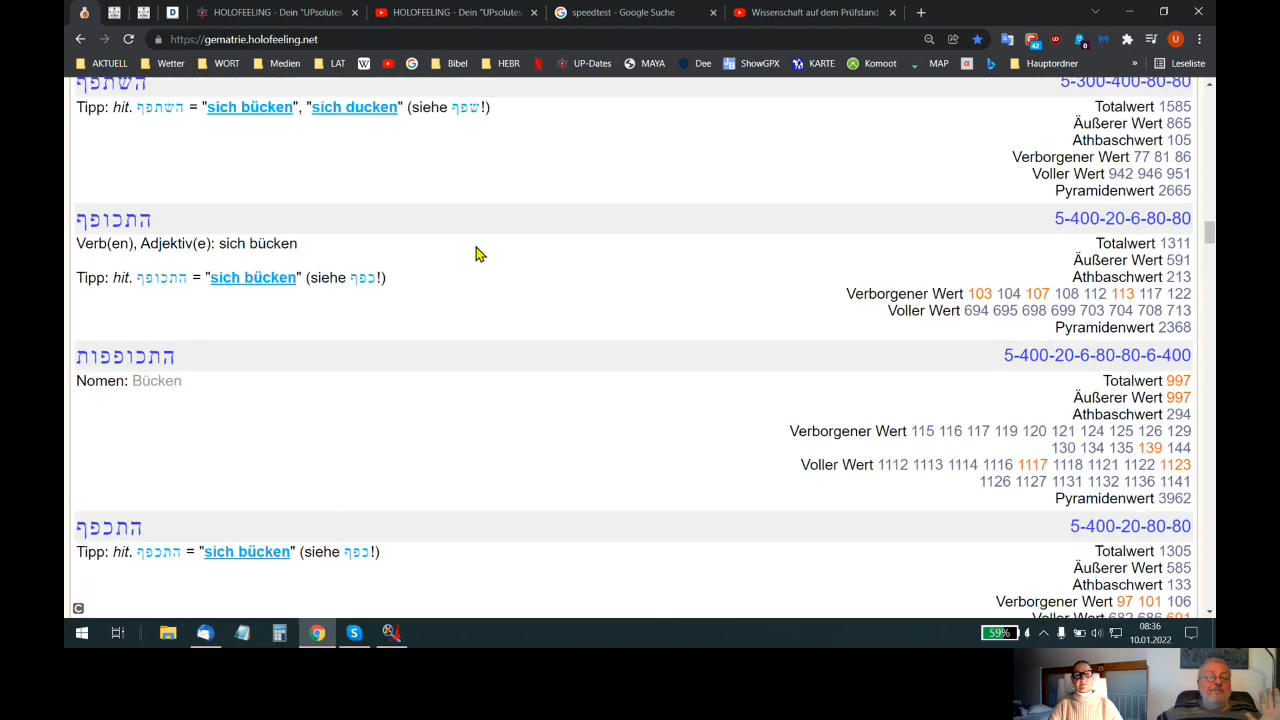 HOLOFEELING - Dein "UPsolutes
HOLOFEELING - Dein "UPsolutes
speedtest - Google Suche
Wissenschaft auf dem Prüfstand
https://gematrie.holofeeling.net
AKTUELL
Wetter
WORT
Medien
LAT
Bibel
HEBR
UP-Dates
MAYA
Dee
ShowGPX
KARTE
Komoot
MAP
Hauptordner
»
Leseliste
השתפף 5-300-400-80-80
Tipp: hit. השתפף = "sich bücken", "sich ducken" (siehe שפף!)
Totalwert 1585
Äußerer Wert 865
Athbaschwert 105
Verborgener Wert 77 81 86
Voller Wert 942 946 951
Pyramidenwert 2665
התכופף 5-400-20-6-80-80
Verb(en), Adjektiv(e): sich bücken
Tipp: hit. התכופף = "sich bücken" (siehe כפף!)
Totalwert 1311
Äußerer Wert 591
Athbaschwert 213
Verborgener Wert 103 104 107 108 112 113 117 122
Voller Wert 694 695 698 699 703 704 708 713
Pyramidenwert 2368
התכופפות 5-400-20-6-80-80-6-400
Nomen: Bücken
Totalwert 997
Äußerer Wert 997
Athbaschwert 294
Verborgener Wert 115 116 117 119 120 121 124 125 126 129
130 134 135 139 144
Voller Wert 1112 1113 1114 1116 1117 1118 1121 1122 1123
1126 1127 1131 1132 1136 1141
Pyramidenwert 3962
התכפף 5-400-20-80-80
Tipp: hit. התכפף = "sich bücken" (siehe כפף!)
Totalwert 1305
Äußerer Wert 585
Athbaschwert 133
Verborgener Wert 97 101 106
Voller Wert 682 686 691
59%
08:36
10.01.2022